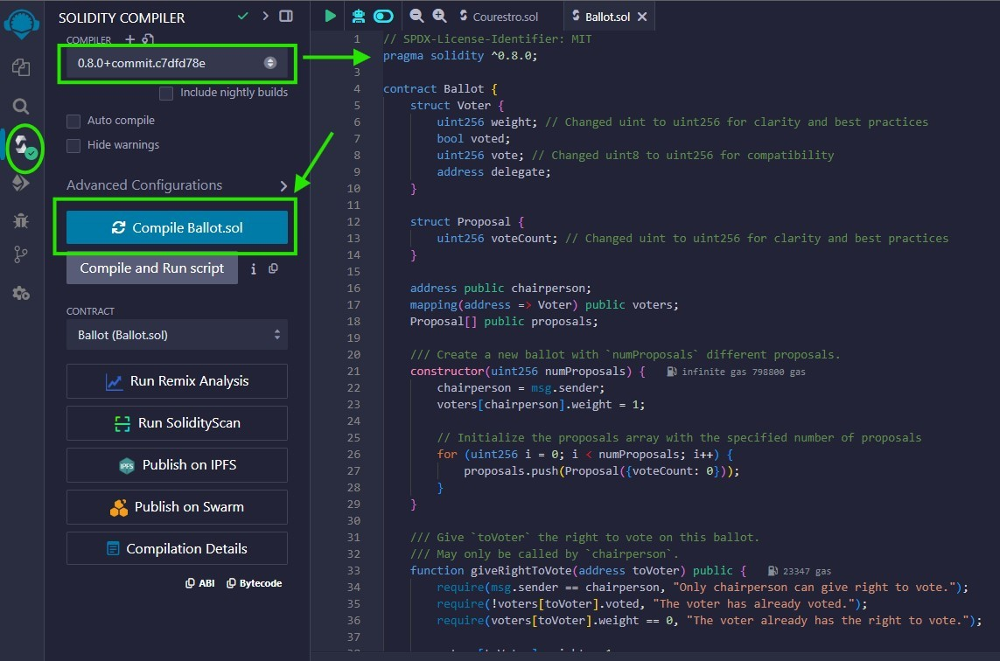 SOLIDITY COMPILER
COMPILER
0.8.0+commit.c7dfd78e
Include nightly builds
Auto compile
Hide warnings
Advanced Configurations
Compile Ballot.sol
Compile and Run script
CONTRACT
Ballot (Ballot.sol)
Run Remix Analysis
Run SolidityScan
IPFS
Publish on IPFS
Publish on Swarm
Compilation Details
ABI Bytecode
Courestro.sol Ballot.sol
1 // SPDX-License-Identifier: MIT
pragma solidity ^0.8.0;
3
4 contract Ballot {
5 struct Voter {
6 uint256 weight; // Changed uint to uint256 for clarity and best practices
7 bool voted;
8 uint256 vote; // Changed uint8 to uint256 for compatibility
9 address delegate;
10 }
11
12 struct Proposal {
13 uint256 voteCount; // Changed uint to uint256 for clarity and best practices
14 }
15
16 address public chairperson;
17 mapping(address => Voter) public voters;
18 Proposal[] public proposals;
19
20 /// Create a new ballot with `numProposals` different proposals.
21 constructor(uint256 numProposals) { infinite gas 798800 gas
22 chairperson = msg.sender;
23 voters[chairperson].weight = 1;
24
25 // Initialize the proposals array with the specified number of proposals
26 for (uint256 i = 0; i < numProposals; i++) {
27 proposals.push(Proposal({voteCount: 0}));
28 }
29 }
30
31 /// Give `toVoter` the right to vote on this ballot.
32 /// May only be called by `chairperson`.
33 function giveRightToVote(address toVoter) public { 23347 gas
34 require(msg.sender == chairperson, "Only chairperson can give right to vote.");
35 require(!voters[toVoter].voted, "The voter has already voted.");
36 require(voters[toVoter].weight == 0, "The voter already has the right to vote.");
37